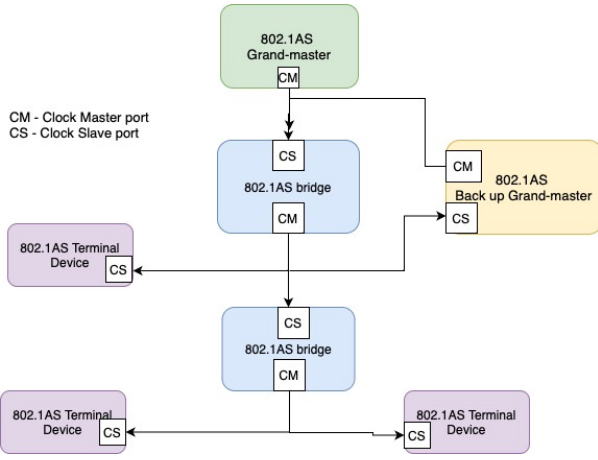 802.1AS
Grand-master
CM
CM - Clock Master port
CS - Clock Slave port
CS
802.1AS bridge
CM
CM
802.1AS
Back up Grand-master
CS
802.1AS Terminal
Device
CS
CS
802.1AS bridge
CM
802.1AS Terminal
Device
CS
802.1AS Terminal
Device
CS